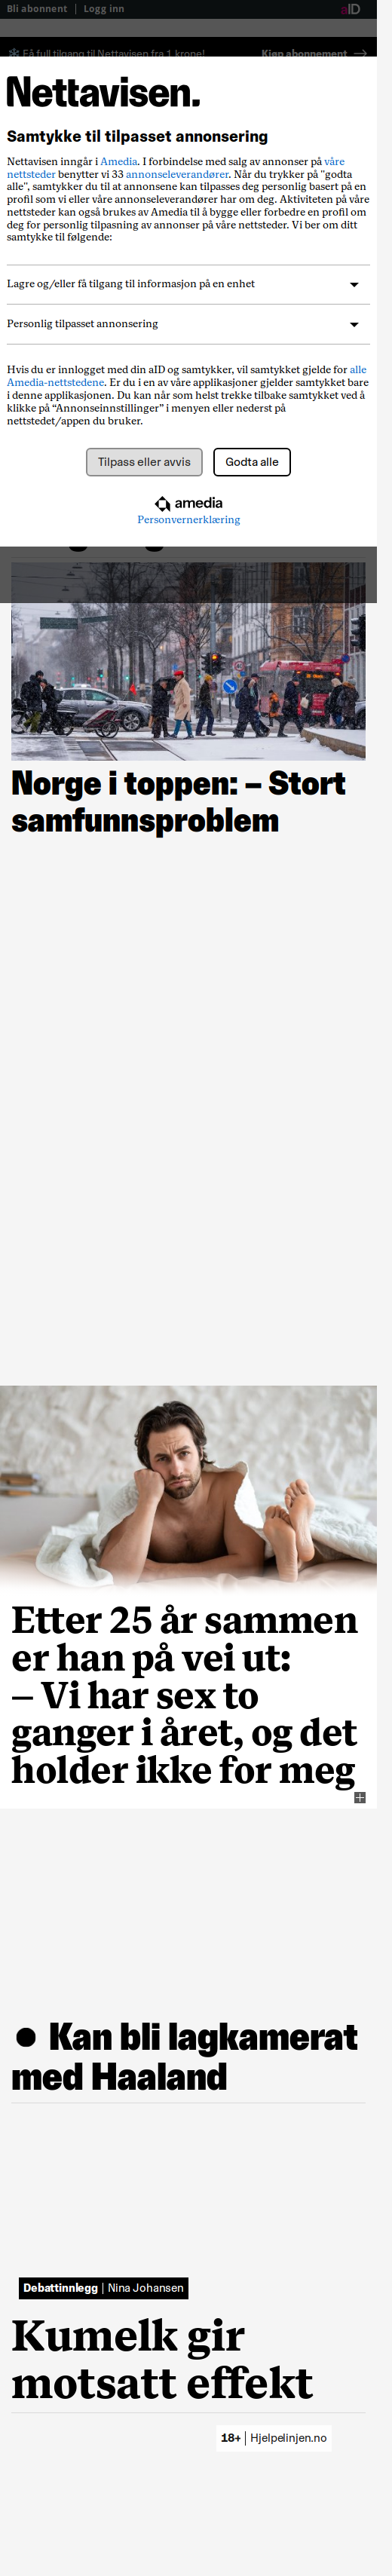 Bli abonnent | Logg inn aID
Få full tilgang til Nettavisen fra 1 krone! Kjøp abonnement →
Nettavisen.
Samtykke til tilpasset annonsering
Nettavisen inngår i Amedia. I forbindelse med salg av annonser på våre
nettsteder benytter vi 33 annonseleverandører. Når du trykker på "godta
alle", samtykker du til at annonsene kan tilpasses deg personlig basert på en
profil som vi eller våre annonseleverandører har om deg. Aktiviteten på våre
nettsteder kan også brukes av Amedia til å bygge eller forbedre en profil om
deg for personlig tilpasning av annonser på våre nettsteder. Vi ber om ditt
samtykke til følgende:
Lagre og/eller få tilgang til informasjon på en enhet
Personlig tilpasset annonsering
Hvis du er innlogget med din aID og samtykker, vil samtykket gjelde for alle
Amedia-nettstedene. Er du i en av våre applikasjoner gjelder samtykket bare
i denne applikasjonen. Du kan når som helst trekke tilbake samtykket ved å
klikke på “Annonseinnstillinger” i menyen eller nederst på
nettstedet/appen du bruker.
Tilpass eller avvis Godta alle
amedia
Personvernerklæring
Norge i toppen: – Stort
samfunnsproblem
Etter 25 år sammen
er han på vei ut:
– Vi har sex to
ganger i året, og det
holder ikke for meg
Kan bli lagkamerat
med Haaland
Debattinnlegg | Nina Johansen
Kumelk gir
motsatt effekt
18+ | Hjelpelinjen.no